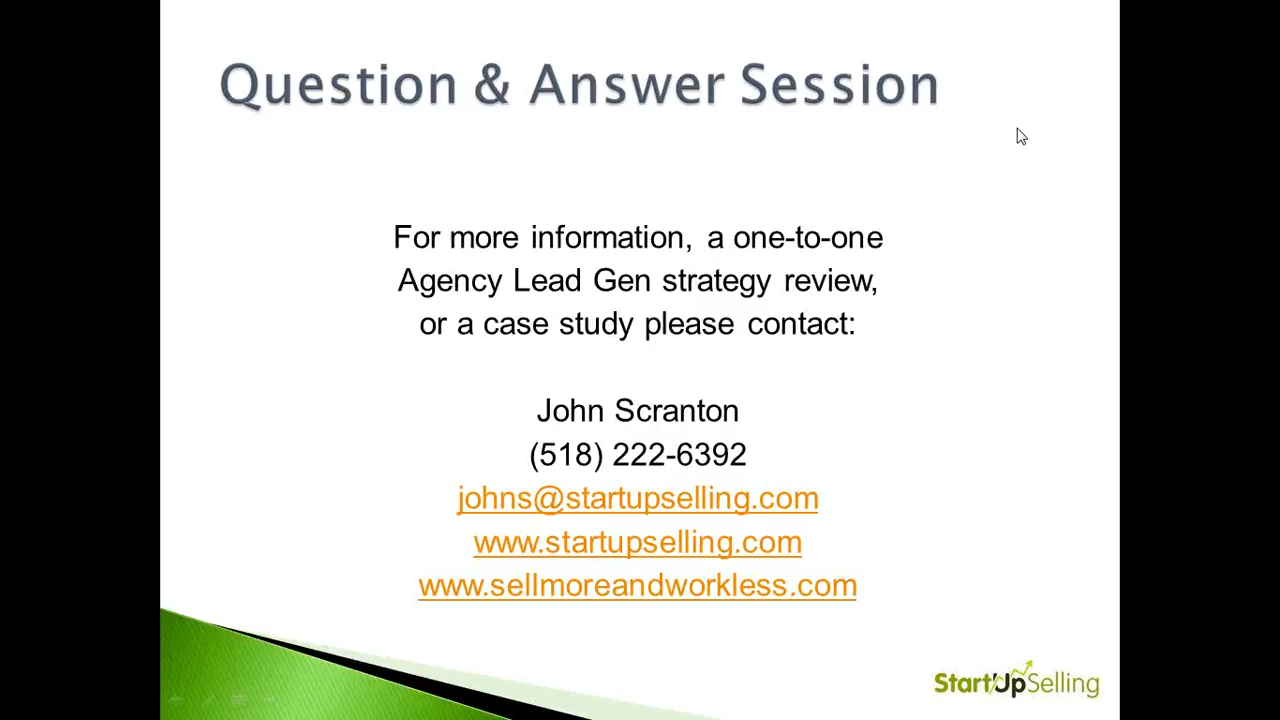 Question & Answer Session
For more information, a one-to-one
Agency Lead Gen strategy review,
or a case study please contact:
John Scranton
(518) 222-6392
johns@startupselling.com
www.startupselling.com
www.sellmoreandworkless.com
StartUpSelling